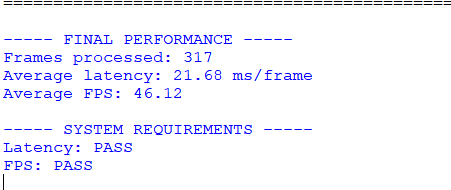 ==============================================
----- FINAL PERFORMANCE -----
Frames processed: 317
Average latency: 21.68 ms/frame
Average FPS: 46.12
----- SYSTEM REQUIREMENTS -----
Latency: PASS
FPS: PASS